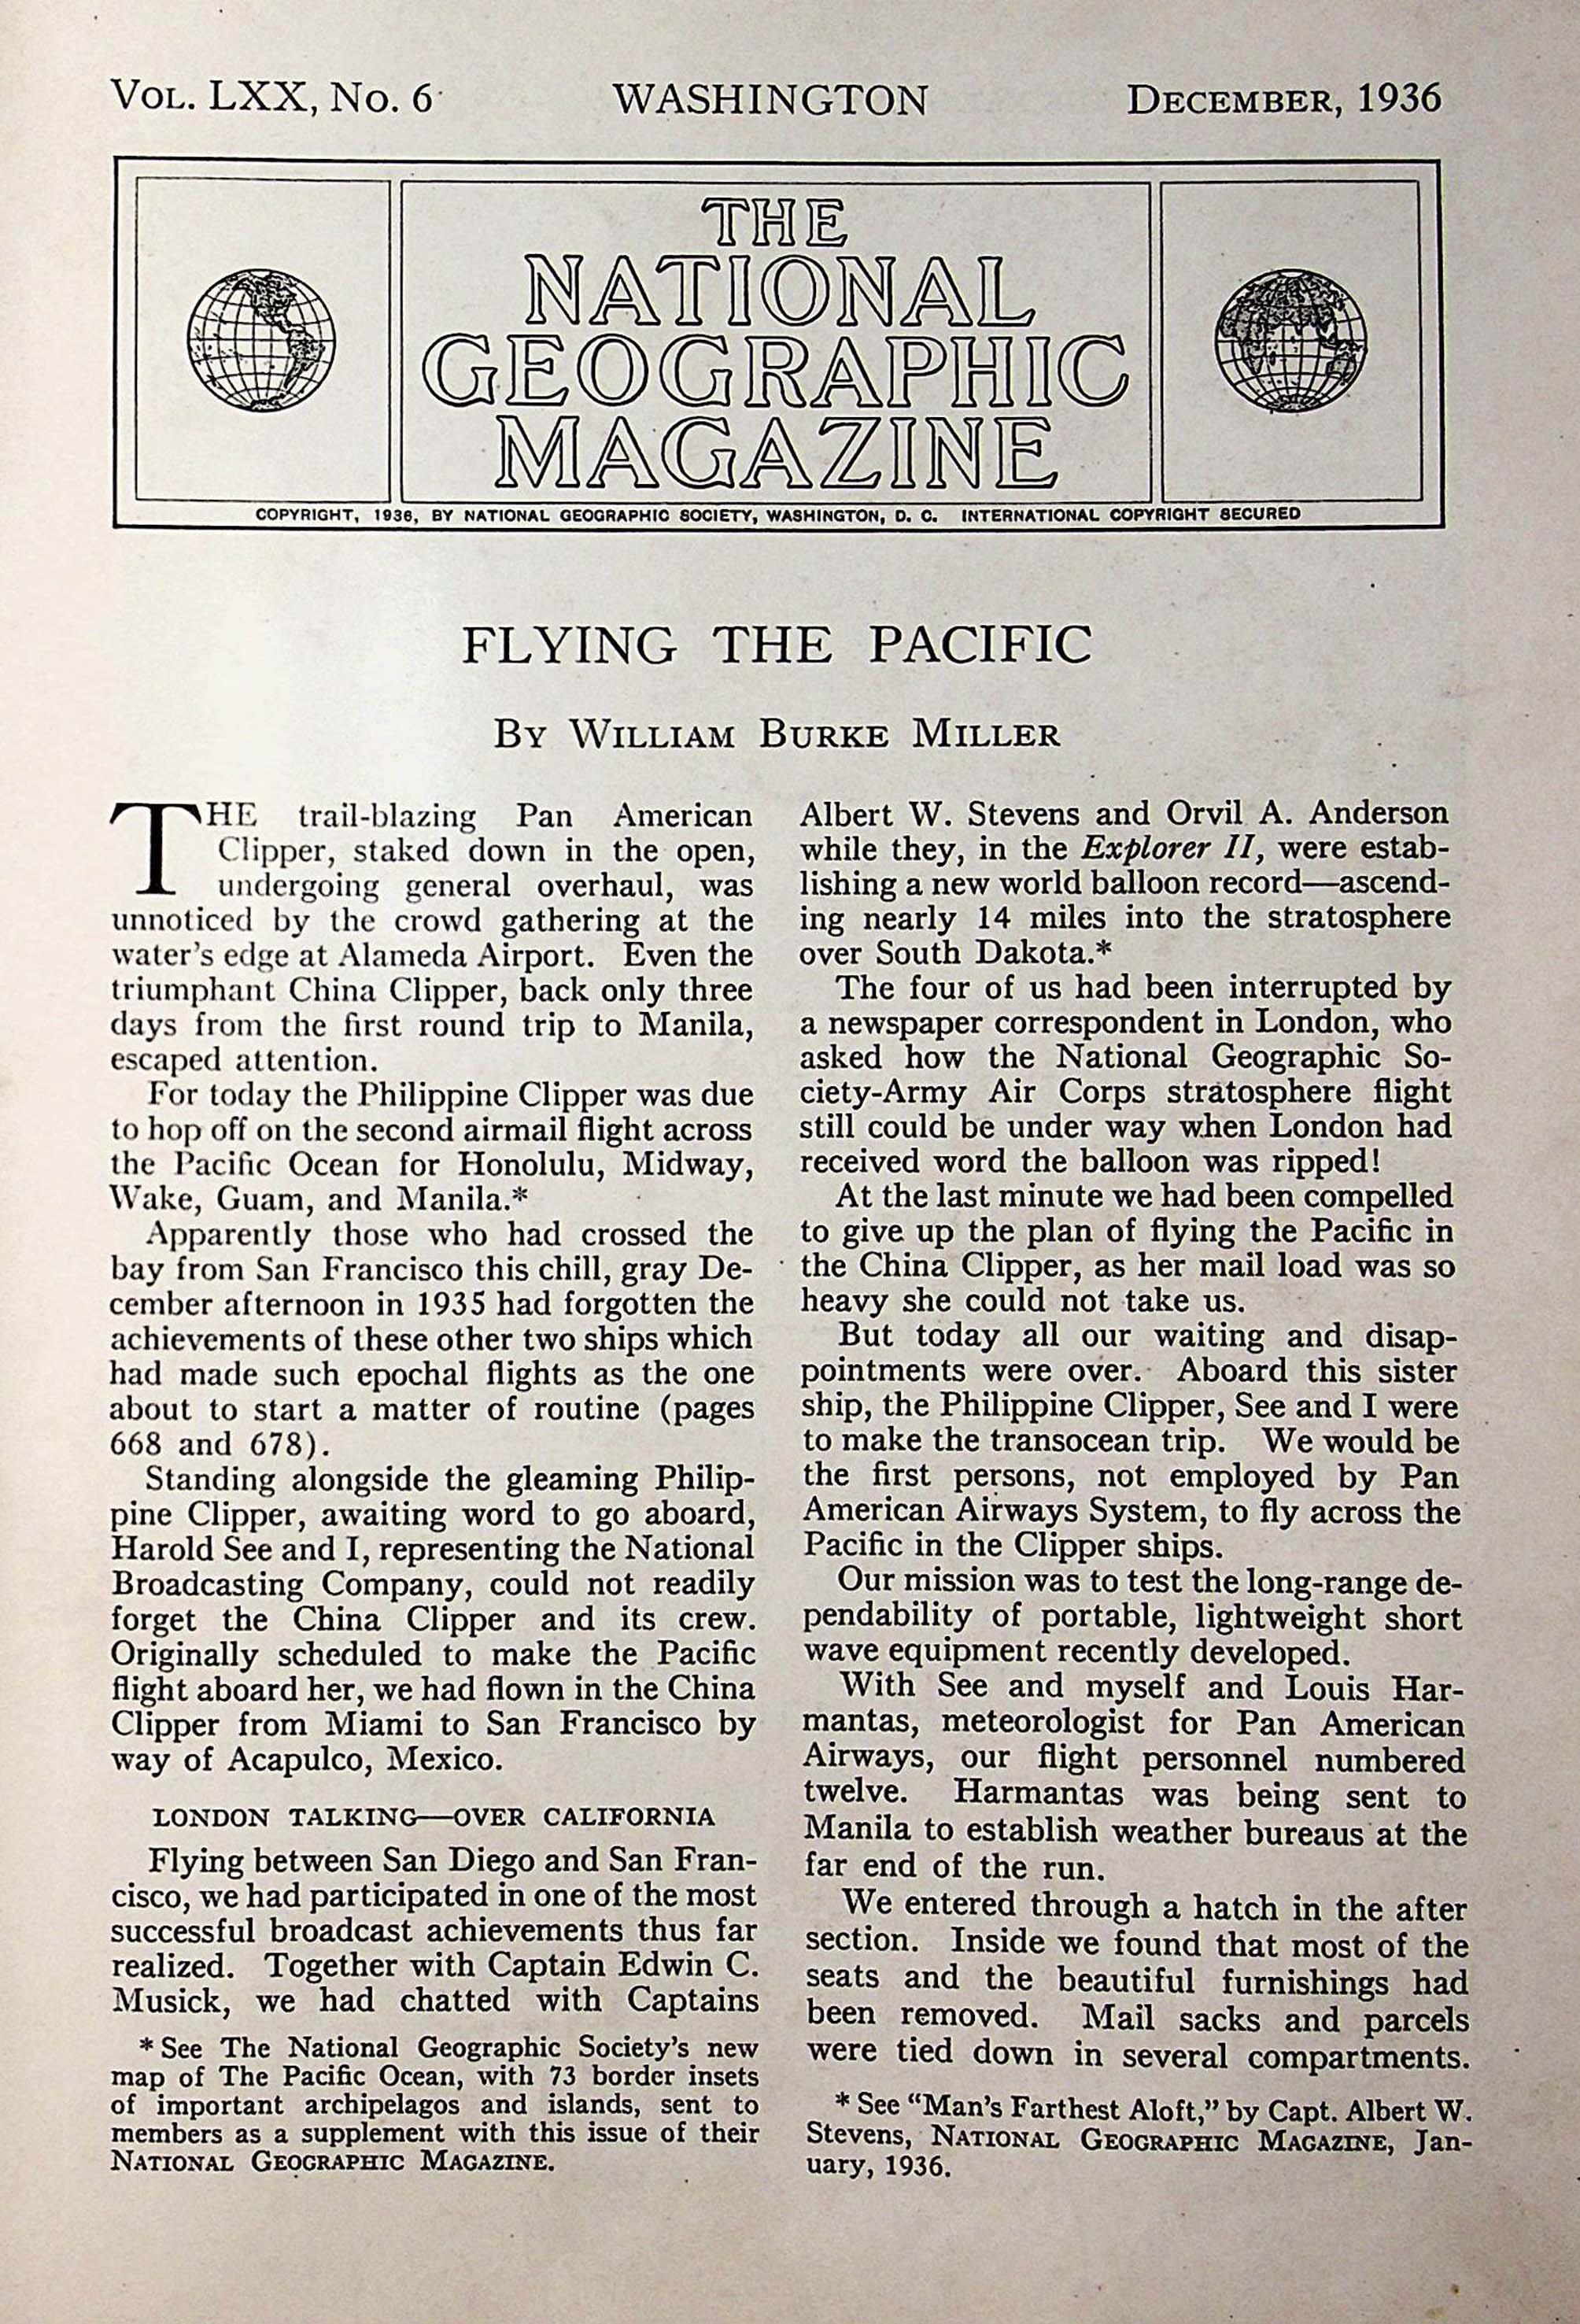 VOL. LXX, No. 6
WASHINGTON
DECEMBER, 1936
THE
NATIONAL
GEOGRAPHIC
MAGAZINE
COPYRIGHT, 1936, BY NATIONAL GEOGRAPHIC SOCIETY, WASHINGTON, D. C. INTERNATIONAL COPYRIGHT SECURED
FLYING THE PACIFIC
BY WILLIAM BURKE MILLER
THE trail-blazing Pan American
Clipper, staked down in the open,
undergoing general overhaul, was
unnoticed by the crowd gathering at the
water's edge at Alameda Airport. Even the
triumphant China Clipper, back only three
days from the first round trip to Manila,
escaped attention.
For today the Philippine Clipper was due
to hop off on the second airmail flight across
the Pacific Ocean for Honolulu, Midway,
Wake, Guam, and Manila.*
Apparently those who had crossed the
bay from San Francisco this chill, gray De-
cember afternoon in 1935 had forgotten the
achievements of these other two ships which
had made such epochal flights as the one
about to start a matter of routine (pages
668 and 678).
Standing alongside the gleaming Philip-
pine Clipper, awaiting word to go aboard,
Harold See and I, representing the National
Broadcasting Company, could not readily
forget the China Clipper and its crew.
Originally scheduled to make the Pacific
flight aboard her, we had flown in the China
Clipper from Miami to San Francisco by
way of Acapulco, Mexico.
LONDON TALKING—OVER CALIFORNIA
Flying between San Diego and San Fran-
cisco, we had participated in one of the most
successful broadcast achievements thus far
realized. Together with Captain Edwin C.
Musick, we had chatted with Captains
* See The National Geographic Society's new
map of The Pacific Ocean, with 73 border insets
of important archipelagos and islands, sent to
members as a supplement with this issue of their
NATIONAL GEOGRAPHIC MAGAZINE.
Albert W. Stevens and Orvil A. Anderson
while they, in the Explorer II, were estab-
lishing a new world balloon record—ascend-
ing nearly 14 miles into the stratosphere
over South Dakota.*
The four of us had been interrupted by
a newspaper correspondent in London, who
asked how the National Geographic So-
ciety-Army Air Corps stratosphere flight
still could be under way when London had
received word the balloon was ripped!
At the last minute we had been compelled
to give up the plan of flying the Pacific in
the China Clipper, as her mail load was so
heavy she could not take us.
But today all our waiting and disap-
pointments were over. Aboard this sister
ship, the Philippine Clipper, See and I were
to make the transocean trip. We would be
the first persons, not employed by Pan
American Airways System, to fly across the
Pacific in the Clipper ships.
Our mission was to test the long-range de-
pendability of portable, lightweight short
wave equipment recently developed.
With See and myself and Louis Har-
mantas, meteorologist for Pan American
Airways, our flight personnel numbered
twelve. Harmantas was being sent to
Manila to establish weather bureaus at the
far end of the run.
We entered through a hatch in the after
section. Inside we found that most of the
seats and the beautiful furnishings had
been removed. Mail sacks and parcels
were tied down in several compartments.
* See “Man's Farthest Aloft,” by Capt. Albert W.
Stevens, NATIONAL GEOGRAPHIC MAGAZINE, Jan-
uary, 1936.